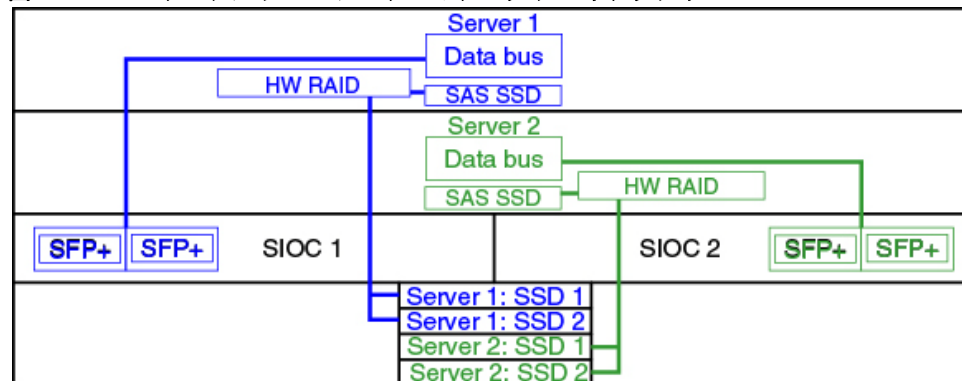 Server 1
Data bus
HW RAID
SAS SSD
Server 2
Data bus
HW RAID
SAS SSD
SFP+ SFP+ SIOC 1 SIOC 2 SFP+ SFP+
Server 1: SSD 1
Server 1: SSD 2
Server 2: SSD 1
Server 2: SSD 2